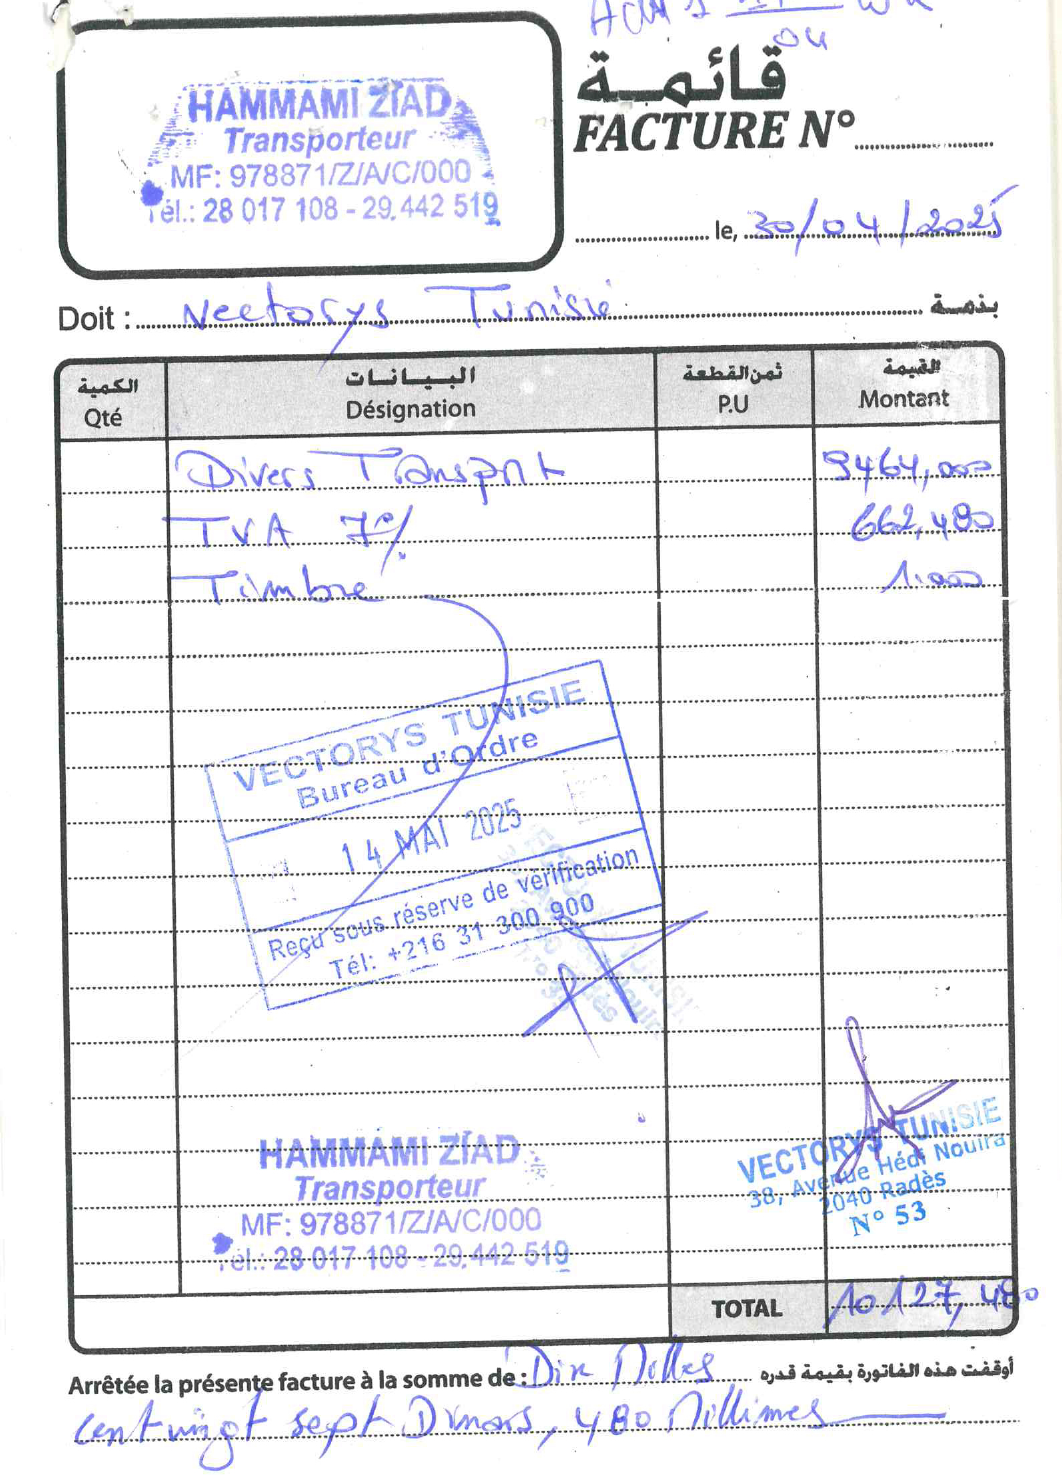 04
HAMMAMI ZIAD
Transporteur
MF: 978871/Z/A/C/000
Tél.: 28 017 108 - 29.442 519
قائمة
FACTURE N°
le, 30/04/2025
Doit : Vectorys Tunisie بذمة
الكمية البيانات ثمن القطعة القيمة
Qté Désignation P.U Montant
Divers Transport 9464,000
TVA 7% 662,480
Timbre 1.000
VECTORYS TUNISIE
Bureau d'Ordre
14 MAI 2025
Reçu sous réserve de vérification
Tél: +216 31 300 900
HAMMAMI ZIAD
Transporteur
MF: 978871/Z/A/C/000
Tél.: 28 017 108 - 29.442 519
VECTORYS TUNISIE
38, Avenue Hédi Nouira
2040 Radès
N° 53
TOTAL 10127,480
Arrêtée la présente facture à la somme de : Dix Milles أوقفت هذه الفاتورة بقيمة قدره
cent vingt sept Dinars, 480 Millimes